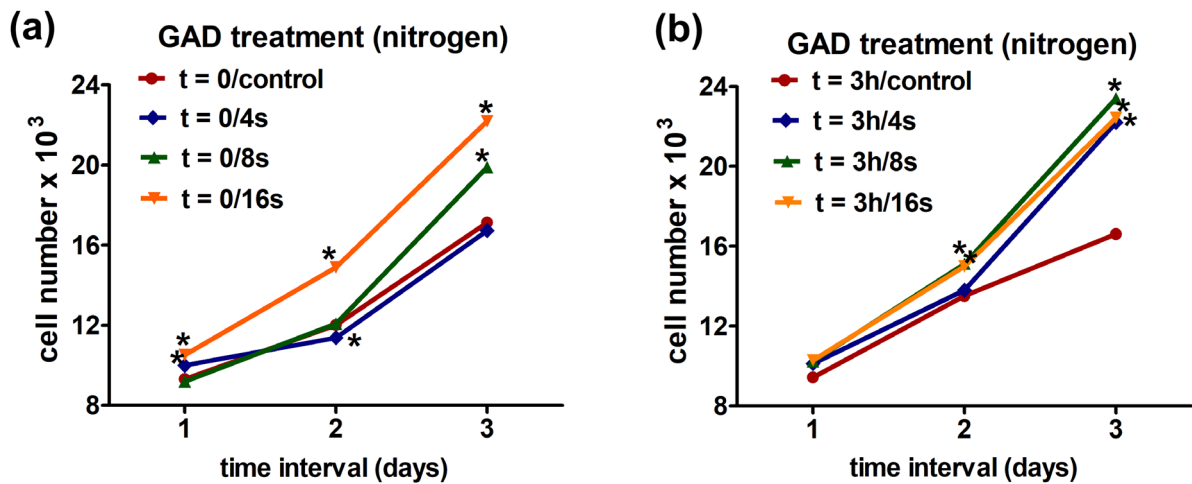 (a)
GAD treatment (nitrogen)
t = 0/control
t = 0/4s
t = 0/8s
t = 0/16s
24
20
16
12
8
cell number x 10³
* * * * * *
1 2 3
time interval (days)
(b)
GAD treatment (nitrogen)
t = 3h/control
t = 3h/4s
t = 3h/8s
t = 3h/16s
24
20
16
12
8
cell number x 10³
* * * * *
1 2 3
time interval (days)